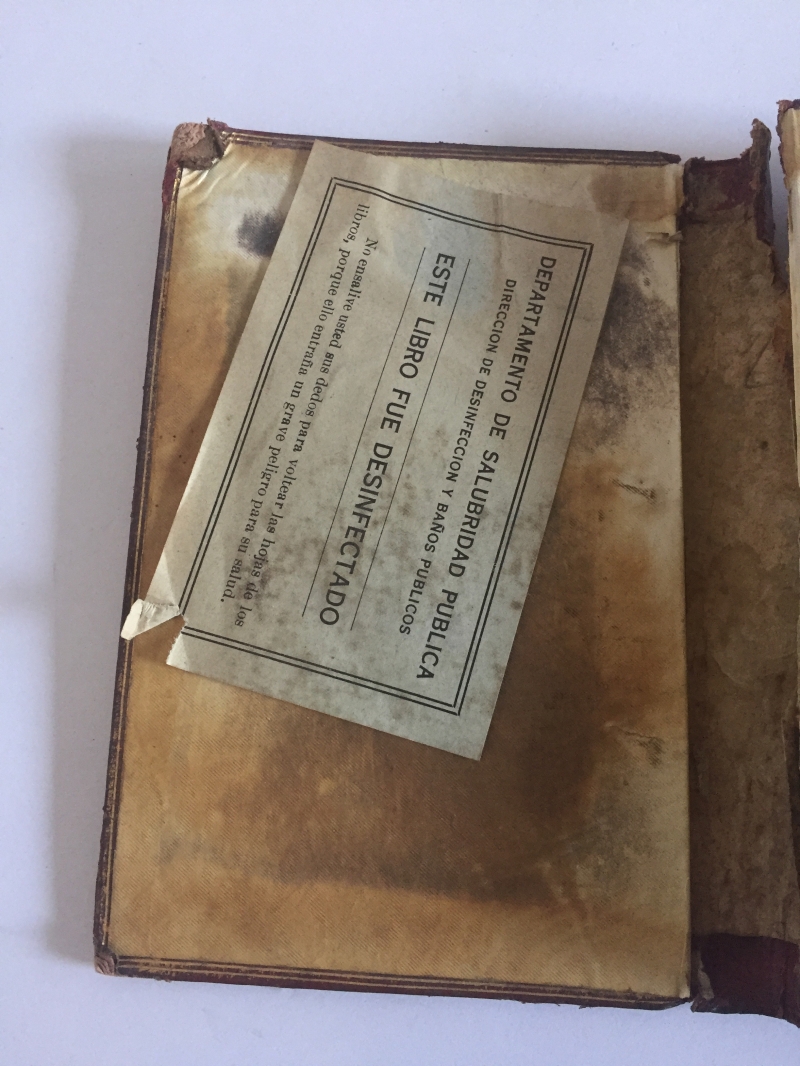 DEPARTAMENTO DE SALUBRIDAD PUBLICA
DIRECCION DE DESINFECCION Y BAÑOS PUBLICOS
ESTE LIBRO FUE DESINFECTADO
No ensalive usted sus dedos para voltear las hojas de los
libros, porque ello entraña un grave peligro para su salud.